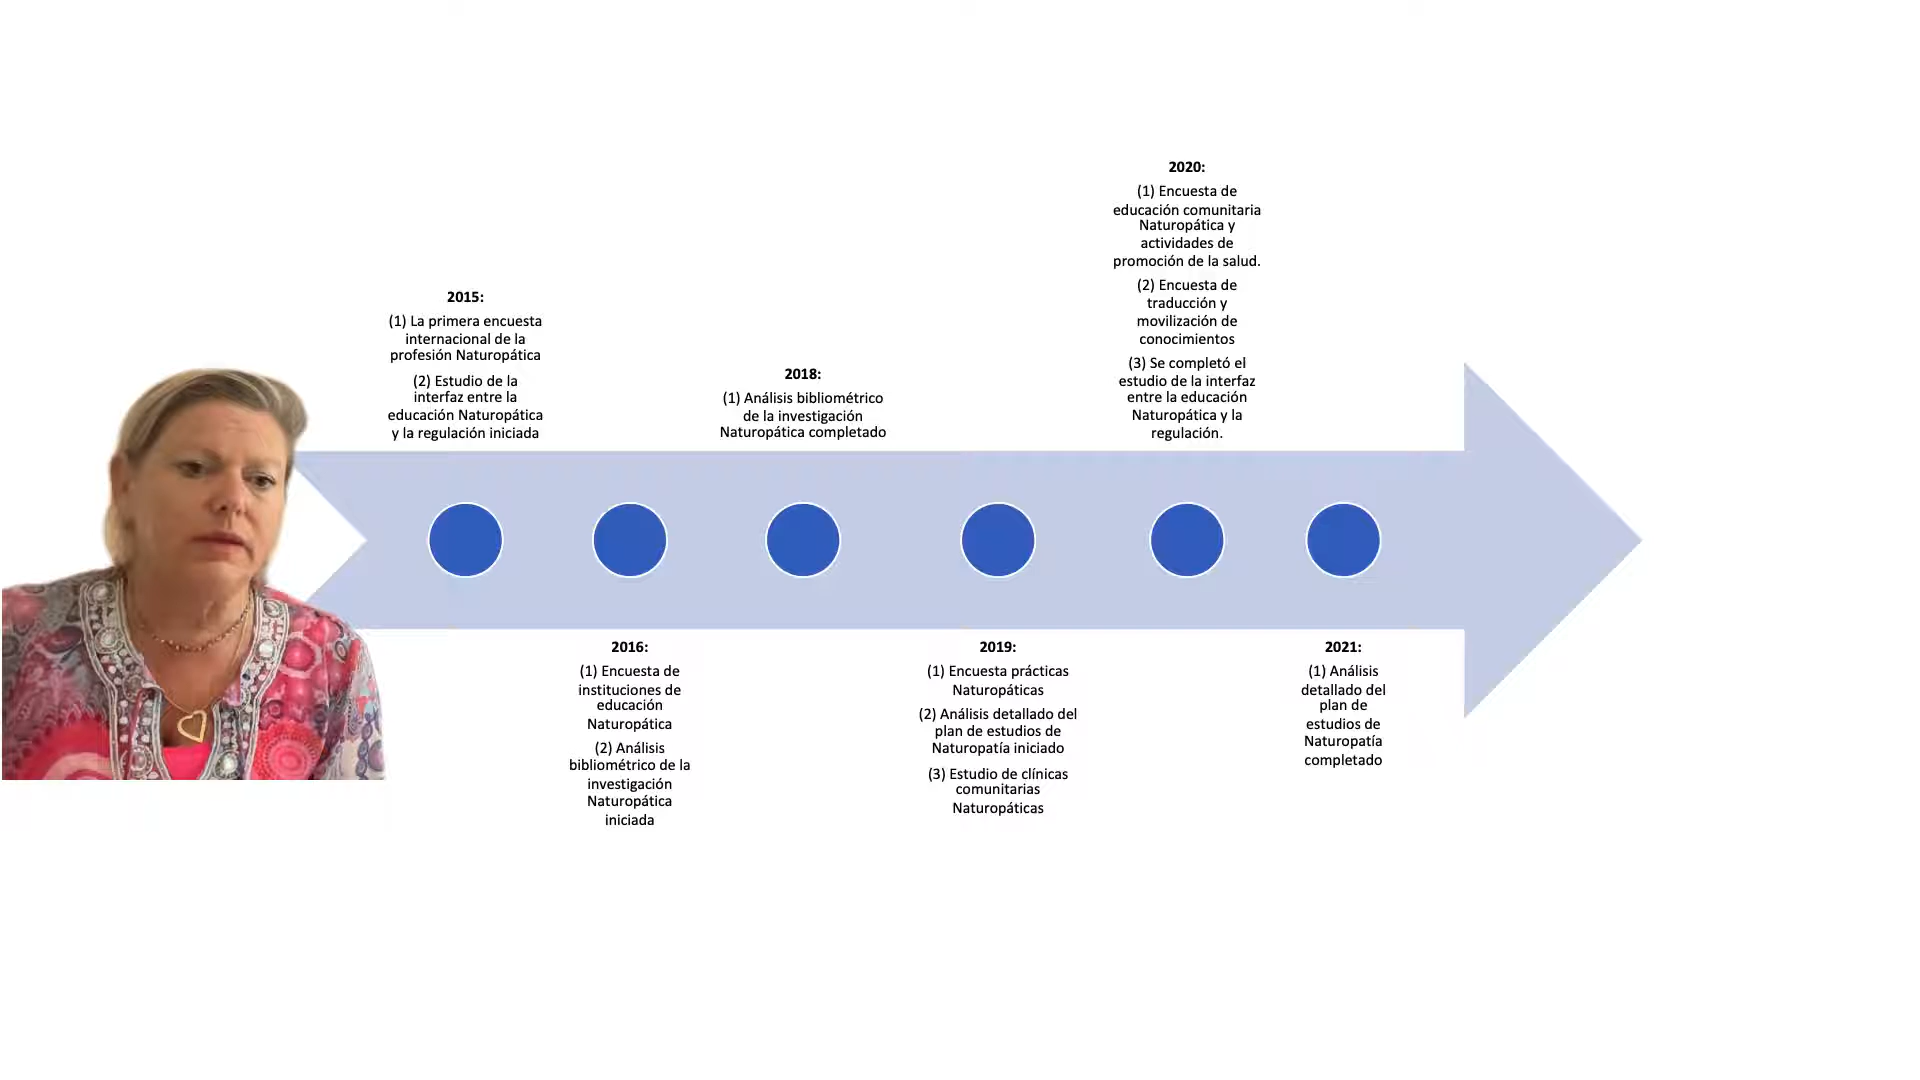 2015:
(1) La primera encuesta
internacional de la
profesión Naturopática
(2) Estudio de la
interfaz entre la
educación Naturopática
y la regulación iniciada
2016:
(1) Encuesta de
instituciones de
educación
Naturopática
(2) Análisis
bibliométrico de la
investigación
Naturopática
iniciada
2018:
(1) Análisis bibliométrico
de la investigación
Naturopática completado
2019:
(1) Encuesta prácticas
Naturopáticas
(2) Análisis detallado del
plan de estudios de
Naturopatía iniciado
(3) Estudio de clínicas
comunitarias
Naturopáticas
2020:
(1) Encuesta de
educación comunitaria
Naturopática y
actividades de
promoción de la salud.
(2) Encuesta de
traducción y
movilización de
conocimientos
(3) Se completó el
estudio de la interfaz
entre la educación
Naturopática y la
regulación.
2021:
(1) Análisis
detallado del
plan de
estudios de
Naturopatía
completado